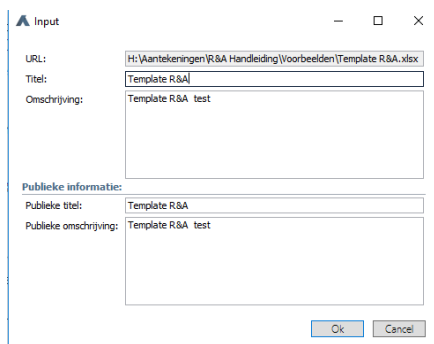 Input
URL: H:\Aantekeningen\R&A Handleiding\Voorbeelden\Template R&A.xlsx
Titel: Template R&A
Omschrijving: Template R&A test
Publieke informatie:
Publieke titel: Template R&A
Publieke omschrijving: Template R&A test
Ok Cancel